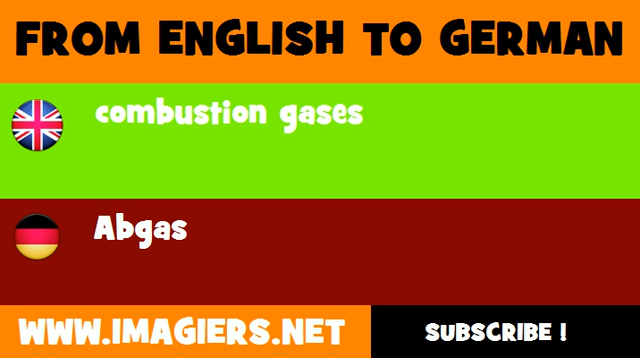 FROM ENGLISH TO GERMAN
combustion gases
Abgas
WWW.IMAGIERS.NET
SUBSCRIBE !